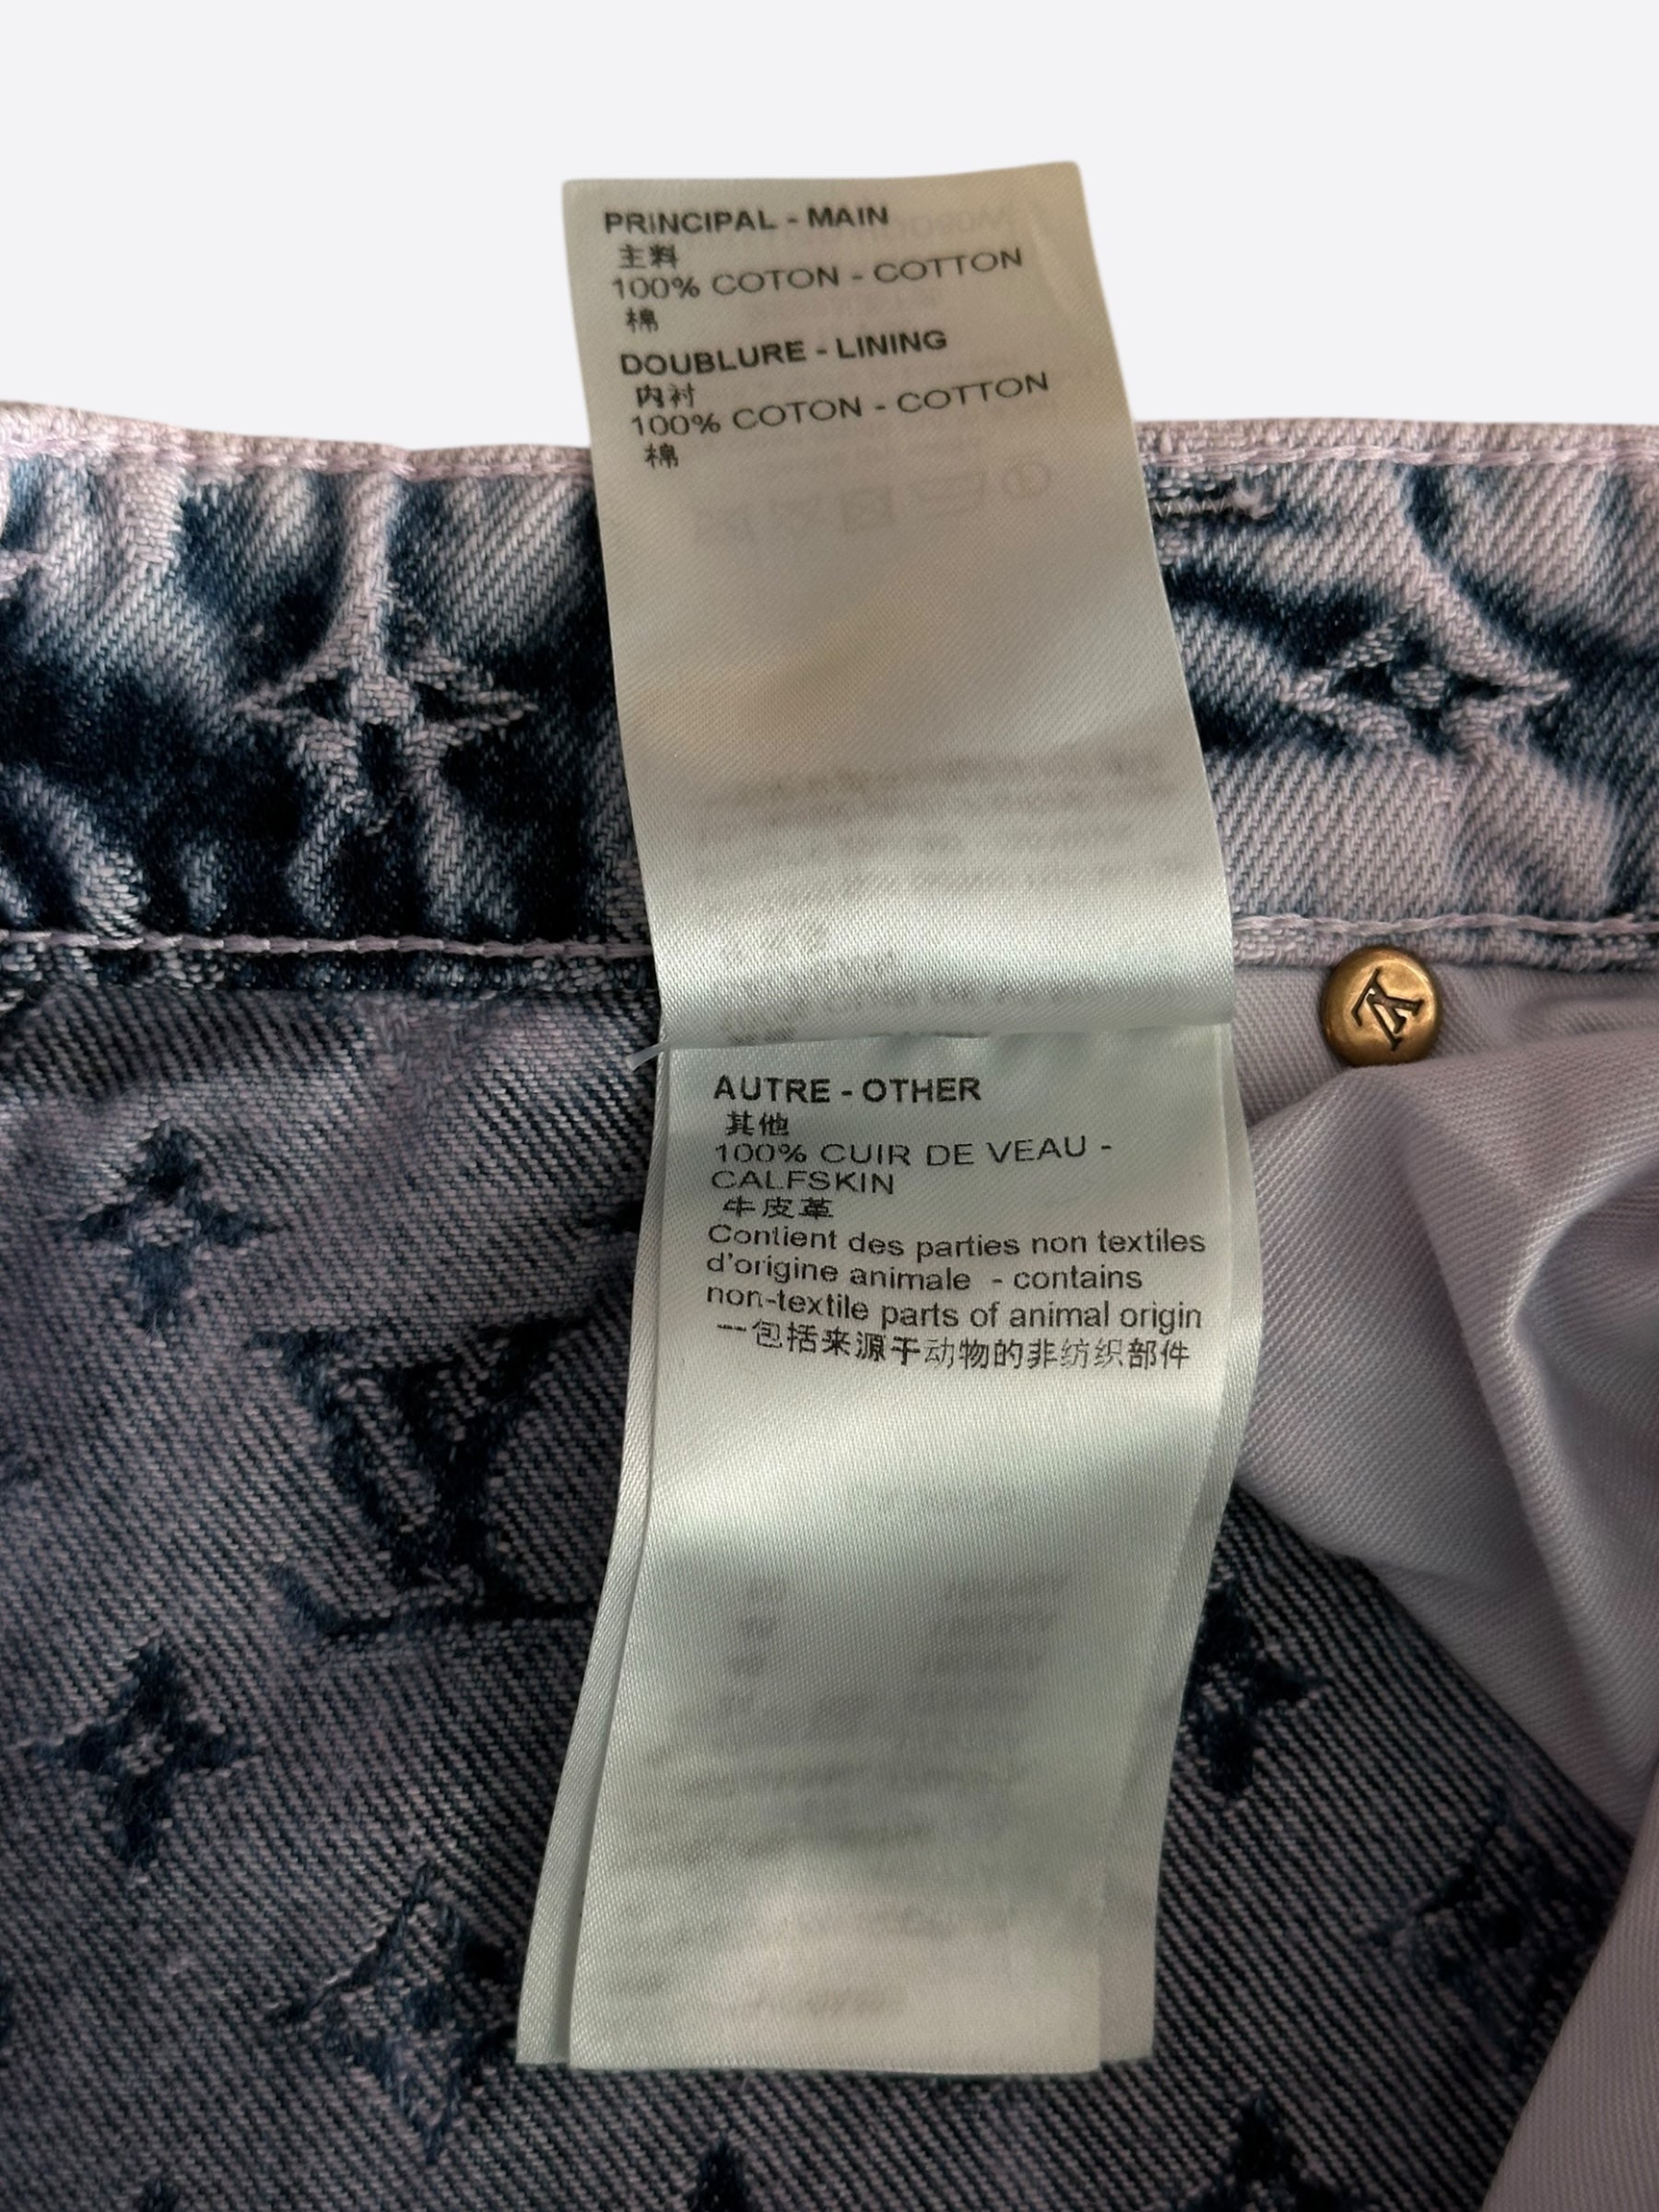 PRINCIPAL - MAIN
主料
100% COTON - COTTON
棉
DOUBLURE - LINING
内衬
100% COTON - COTTON
棉
AUTRE - OTHER
其他
100% CUIR DE VEAU -
CALFSKIN
牛皮革
Contient des parties non textiles
d'origine animale - contains
non-textile parts of animal origin
一包括来源于动物的非纺织部件